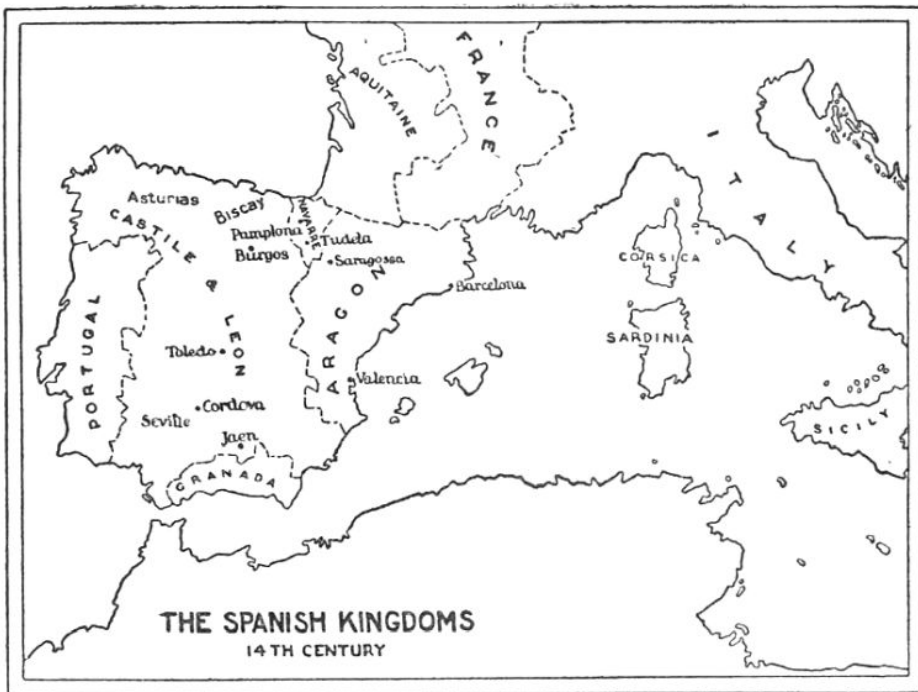 FRANCE
AQUITAINE
ITALY
Asturias
Biscay
NAVARRE
CASTILE & LEON
Pamplona
Tudela
Burgos
Saragossa
CORSICA
ARAGON
Barcelona
PORTUGAL
SARDINIA
Toledo
Valencia
Cordova
Seville
SICILY
Jaen
GRANADA
THE SPANISH KINGDOMS
14TH CENTURY